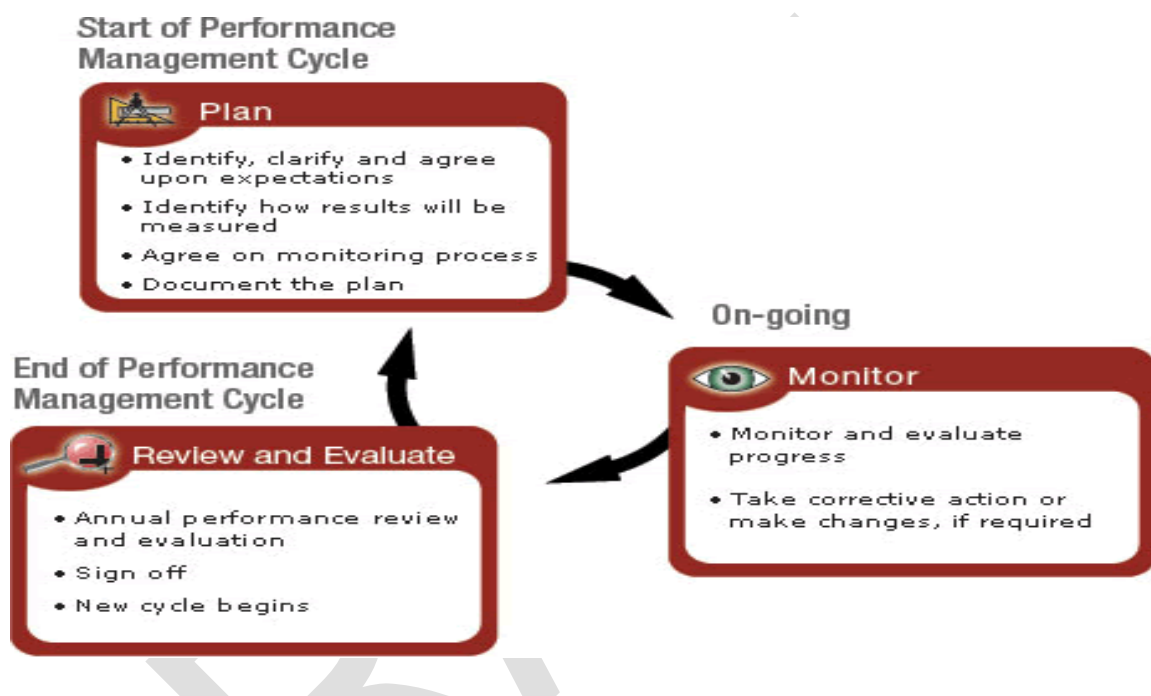 Start of Performance
Management Cycle
Plan
• Identify, clarify and agree
upon expectations
• Identify how results will be
measured
• Agree on monitoring process
• Document the plan
On-going
Monitor
• Monitor and evaluate
progress
• Take corrective action or
make changes, if required
End of Performance
Management Cycle
Review and Evaluate
• Annual performance review
and evaluation
• Sign off
• New cycle begins